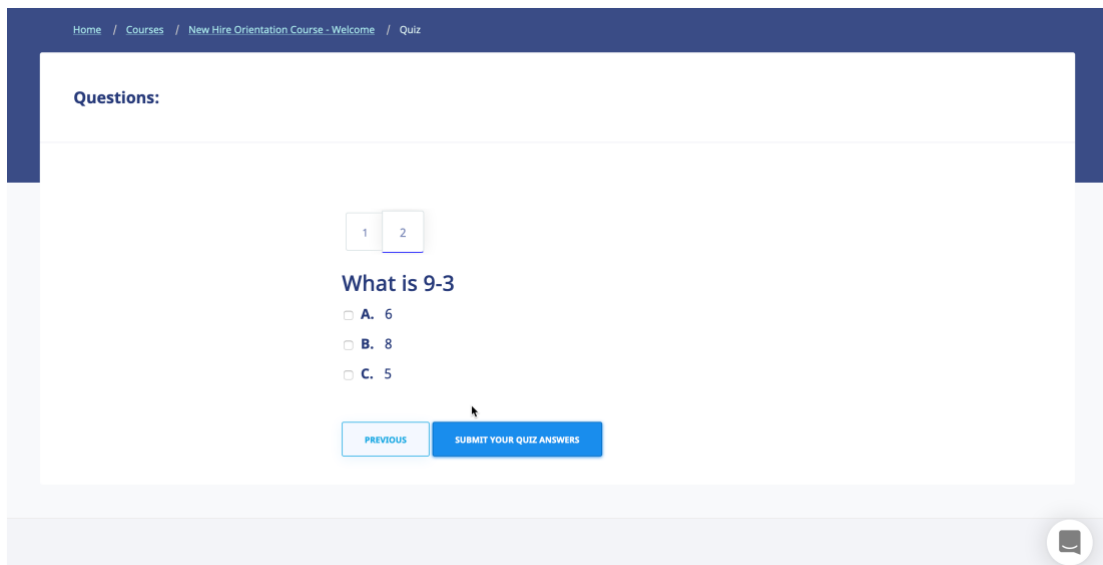 Home / Courses / New Hire Orientation Course - Welcome / Quiz
Questions:
1 2
What is 9-3
A. 6
B. 8
C. 5
PREVIOUS SUBMIT YOUR QUIZ ANSWERS